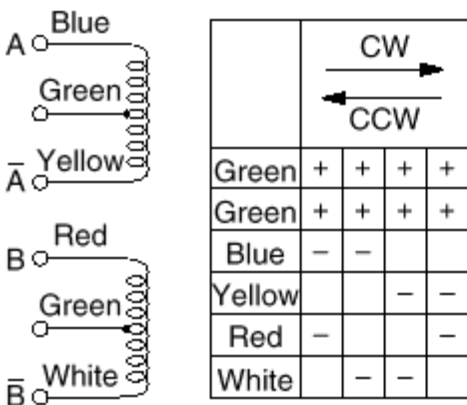 A Blue
Green
Ā Yellow
B Red
Green
B̄ White
CW
CCW
Green + + + +
Green + + + +
Blue − −
Yellow − −
Red − −
White − −